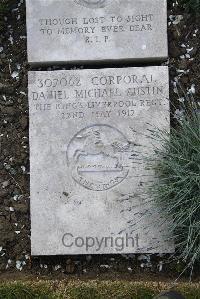 THOUGH LOST TO SIGHT
TO MEMORY EVER DEAR
R.I.P.
307062 CORPORAL
DANIEL MICHAEL AUSTIN
THE KING'S LIVERPOOL REGT.
22ND MAY 1917
Copyright